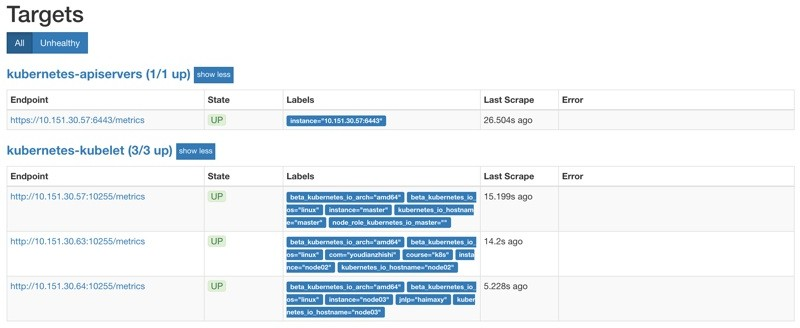 Targets
All Unhealthy
kubernetes-apiservers (1/1 up) show less
Endpoint State Labels Last Scrape Error
https://10.151.30.57:6443/metrics UP instance="10.151.30.57:6443" 26.504s ago
kubernetes-kubelet (3/3 up) show less
Endpoint State Labels Last Scrape Error
http://10.151.30.57:10255/metrics UP beta_kubernetes_io_arch="amd64" beta_kubernetes_io_ 15.199s ago
os="linux" instance="master" kubernetes_io_hostnam
e="master" node_role_kubernetes_io_master=""
http://10.151.30.63:10255/metrics UP beta_kubernetes_io_arch="amd64" beta_kubernetes_io_ 14.2s ago
os="linux" com="youdianzhishi" course="k8s" insta
nce="node02" kubernetes_io_hostname="node02"
http://10.151.30.64:10255/metrics UP beta_kubernetes_io_arch="amd64" beta_kubernetes_io_ 5.228s ago
os="linux" instance="node03" jnlp="haimaxy" kuber
netes_io_hostname="node03"